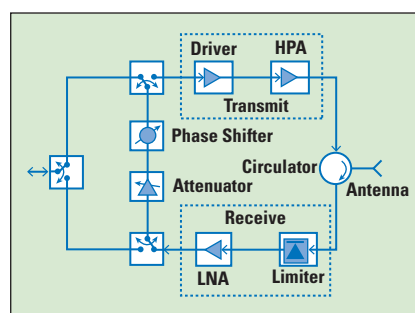 Driver HPA
Transmit
Phase Shifter
Circulator
Attenuator
Antenna
Receive
LNA Limiter